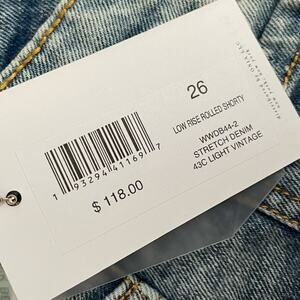 26
LOW RISE ROLLED SHORTY
WWDB44-2
STRETCH DENIM
43C LIGHT VINTAGE
1 93294 41169 7
$ 118.00